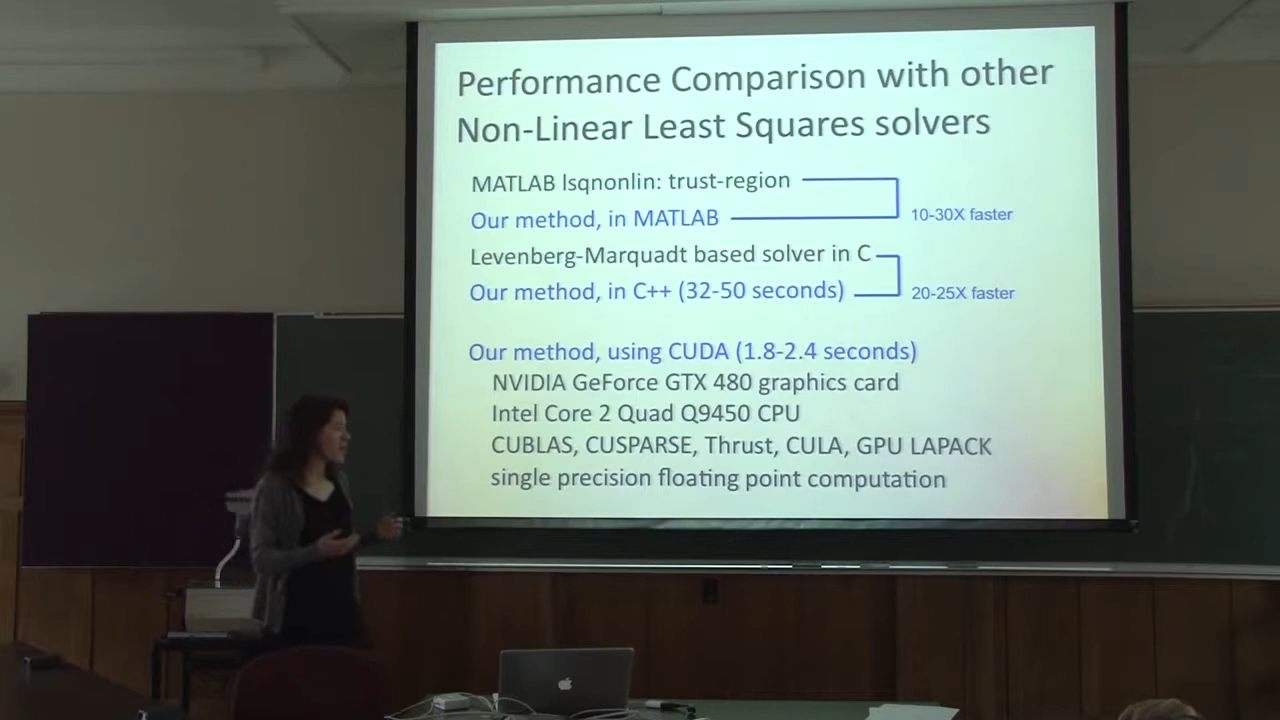 Performance Comparison with other
Non-Linear Least Squares solvers
MATLAB lsqnonlin: trust-region
Our method, in MATLAB
10-30X faster
Levenberg-Marquadt based solver in C
Our method, in C++ (32-50 seconds)
20-25X faster
Our method, using CUDA (1.8-2.4 seconds)
NVIDIA GeForce GTX 480 graphics card
Intel Core 2 Quad Q9450 CPU
CUBLAS, CUSPARSE, Thrust, CULA, GPU LAPACK
single precision floating point computation